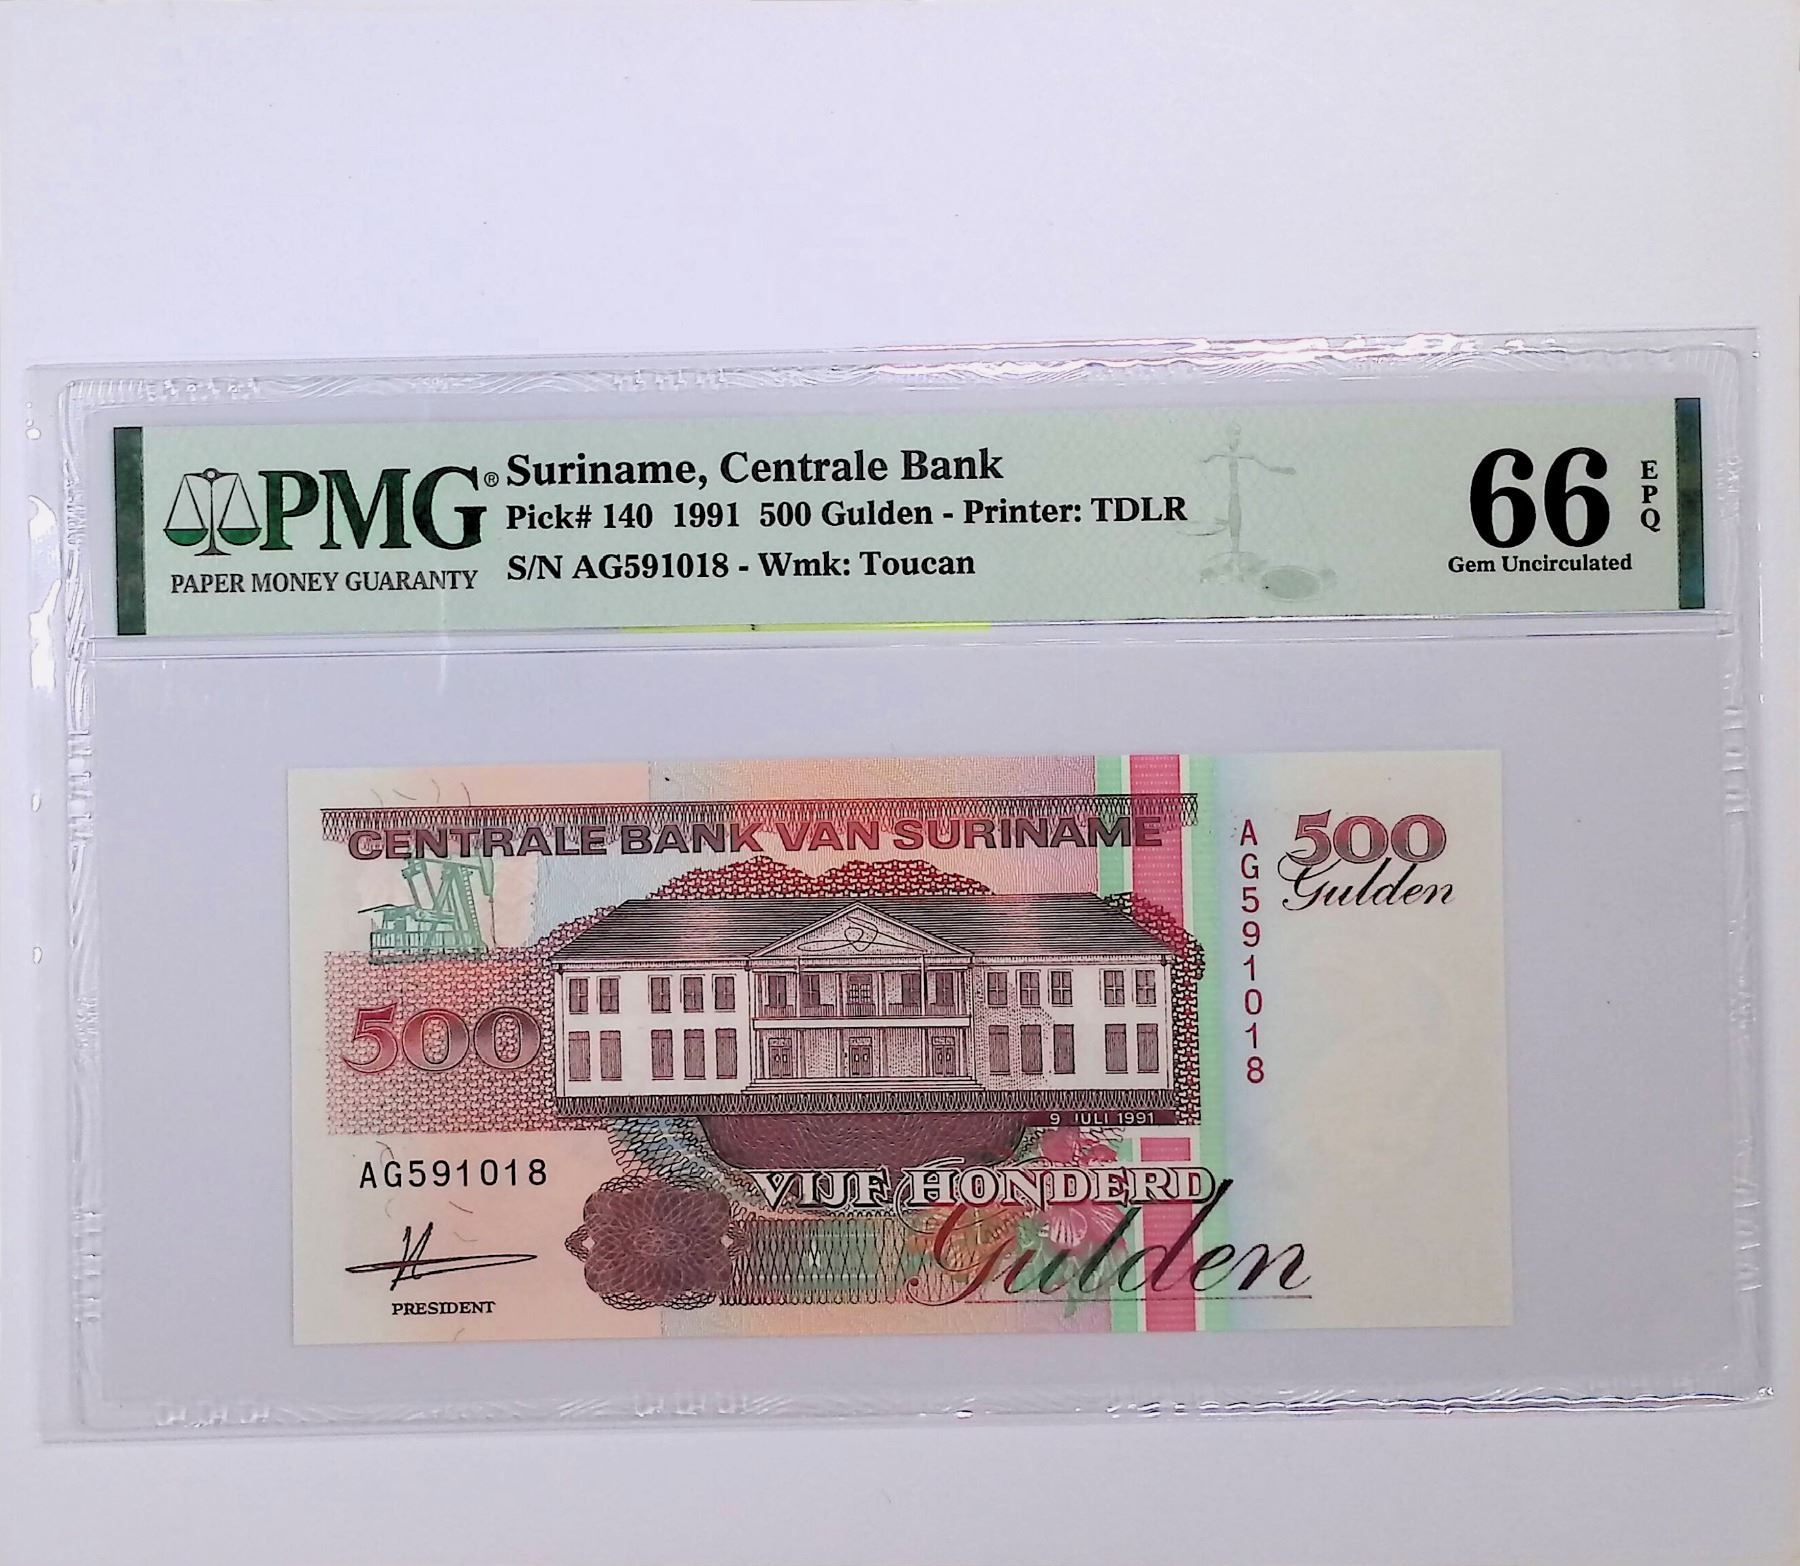 PMG®
PAPER MONEY GUARANTY
Suriname, Centrale Bank
Pick# 140 1991 500 Gulden - Printer: TDLR
S/N AG591018 - Wmk: Toucan
66
EPQ
Gem Uncirculated
CENTRALE BANK VAN SURINAME
AG591018
500
Gulden
500
9 JULI 1991
AG591018
VIJF HONDERD
Gulden
PRESIDENT